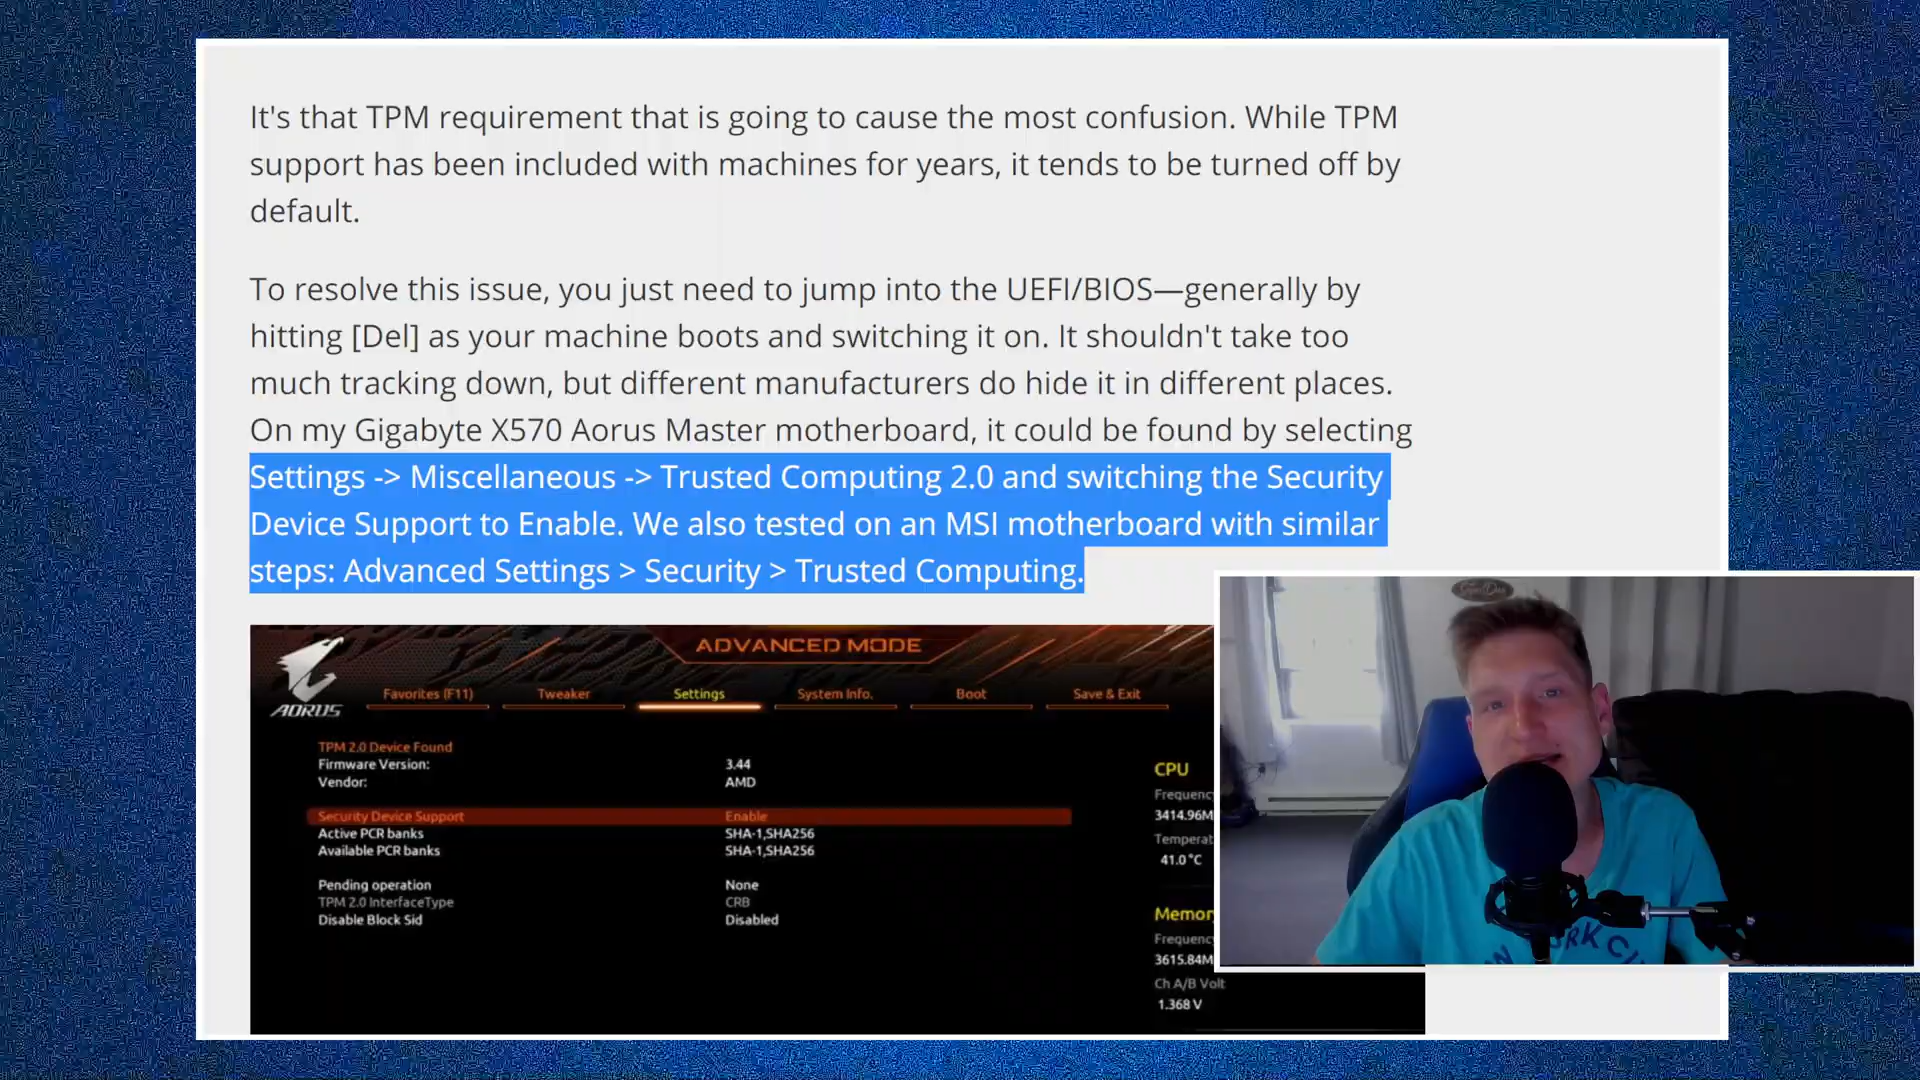 It's that TPM requirement that is going to cause the most confusion. While TPM
support has been included with machines for years, it tends to be turned off by
default.
To resolve this issue, you just need to jump into the UEFI/BIOS—generally by
hitting [Del] as your machine boots and switching it on. It shouldn't take too
much tracking down, but different manufacturers do hide it in different places.
On my Gigabyte X570 Aorus Master motherboard, it could be found by selecting
Settings -> Miscellaneous -> Trusted Computing 2.0 and switching the Security
Device Support to Enable. We also tested on an MSI motherboard with similar
steps: Advanced Settings > Security > Trusted Computing.
ADVANCED MODE
AORUS
Favorites (F11) Tweaker Settings System Info. Boot Save & Exit
TPM 2.0 Device Found
Firmware Version: 3.44
Vendor: AMD
Security Device Support Enable
Active PCR banks SHA-1,SHA256
Available PCR banks SHA-1,SHA256
Pending operation None
TPM 2.0 InterfaceType CRB
Disable Block Sid Disabled
CPU
Frequency
3414.96M
Temperat
41.0°C
Memor
Frequency
3615.84M
Ch A/B Volt
1.368 V